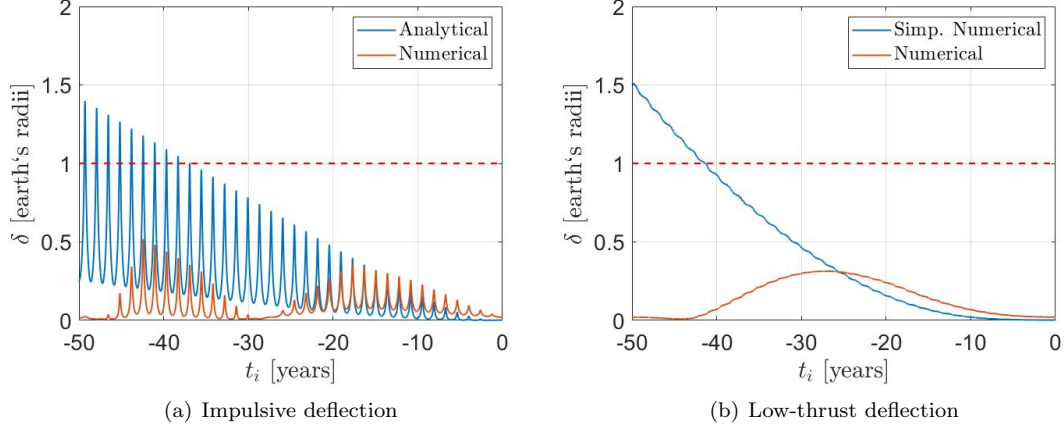 2
1.5
1
0.5
0
δ [earth‘s radii]
-50 -40 -30 -20 -10 0
t_i [years]
Analytical
Numerical
(a) Impulsive deflection
2
1.5
1
0.5
0
δ [earth‘s radii]
-50 -40 -30 -20 -10 0
t_i [years]
Simp. Numerical
Numerical
(b) Low-thrust deflection